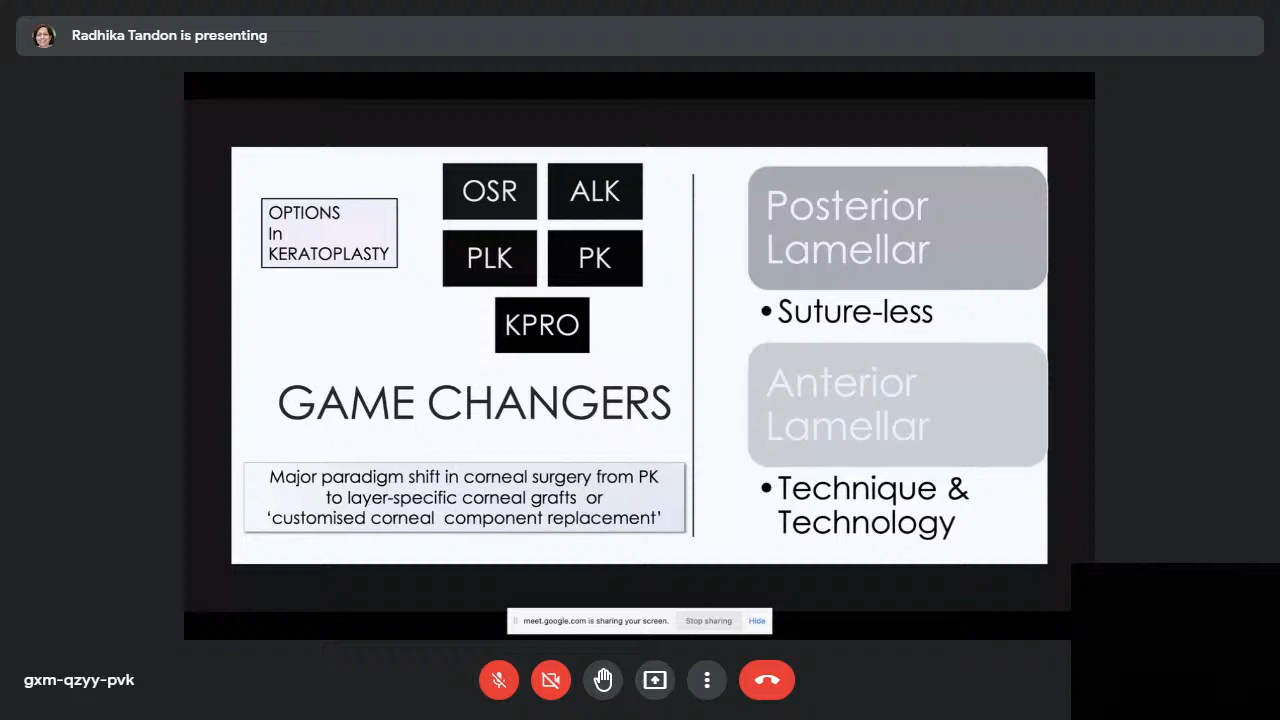 Radhika Tandon is presenting
OPTIONS
In
KERATOPLASTY
OSR
ALK
PLK
PK
KPRO
GAME CHANGERS
Major paradigm shift in corneal surgery from PK
to layer-specific corneal grafts or
‘customised corneal component replacement’
Posterior
Lamellar
•Suture-less
Anterior
Lamellar
•Technique &
Technology
meet.google.com is sharing your screen.
Stop sharing
Hide
gxm-qzyy-pvk